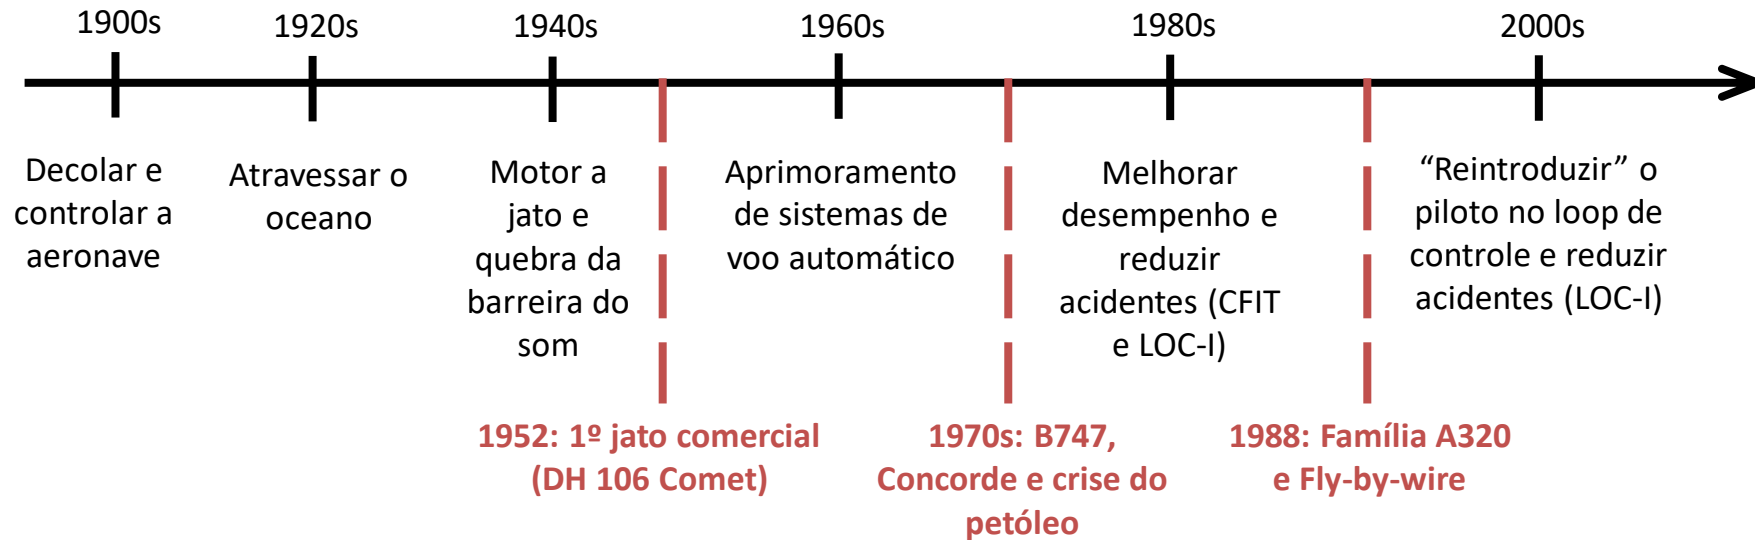 1900s
1920s
1940s
1960s
1980s
2000s
Decolar e
controlar a
aeronave
Atravessar o
oceano
Motor a
jato e
quebra da
barreira do
som
Aprimoramento
de sistemas de
voo automático
Melhorar
desempenho e
reduzir
acidentes (CFIT
e LOC-I)
“Reintroduzir” o
piloto no loop de
controle e reduzir
acidentes (LOC-I)
1952: 1º jato comercial
(DH 106 Comet)
1970s: B747,
Concorde e crise do
petóleo
1988: Família A320
e Fly-by-wire